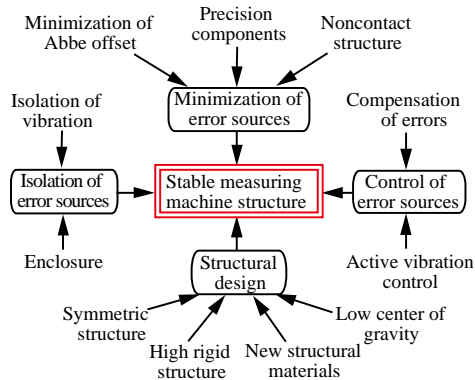 Minimization of
Abbe offset
Precision
components
Noncontact
structure
Isolation of
vibration
Minimization of
error sources
Compensation
of errors
Isolation of
error sources
Stable measuring
machine structure
Control of
error sources
Enclosure
Structural
design
Active vibration
control
Symmetric
structure
High rigid
structure
New structural
materials
Low center of
gravity